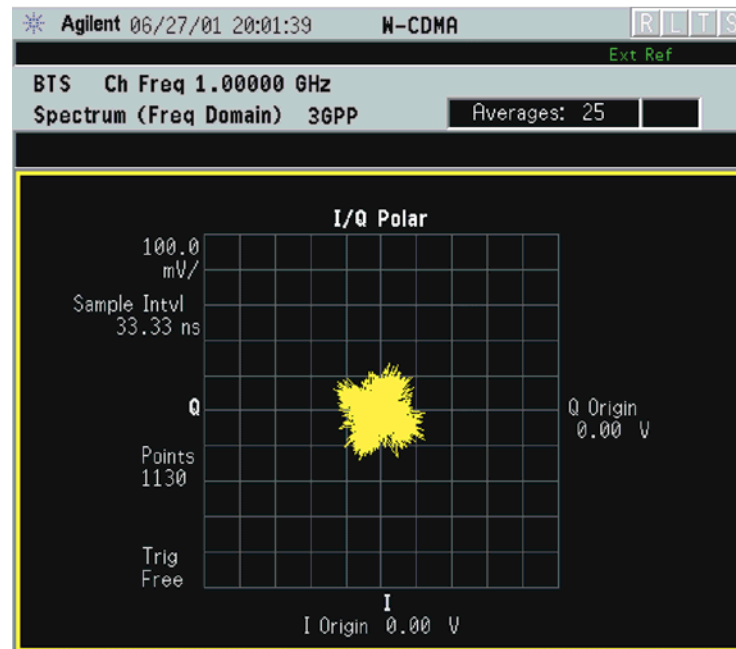 Agilent 06/27/01 20:01:39 W-CDMA R L T S
Ext Ref
BTS Ch Freq 1.00000 GHz
Spectrum (Freq Domain) 3GPP Averages: 25
I/Q Polar
100.0
mV/
Sample Intvl
33.33 ns
Q
Q Origin
0.00 V
Points
1130
Trig
Free
I
I Origin 0.00 V